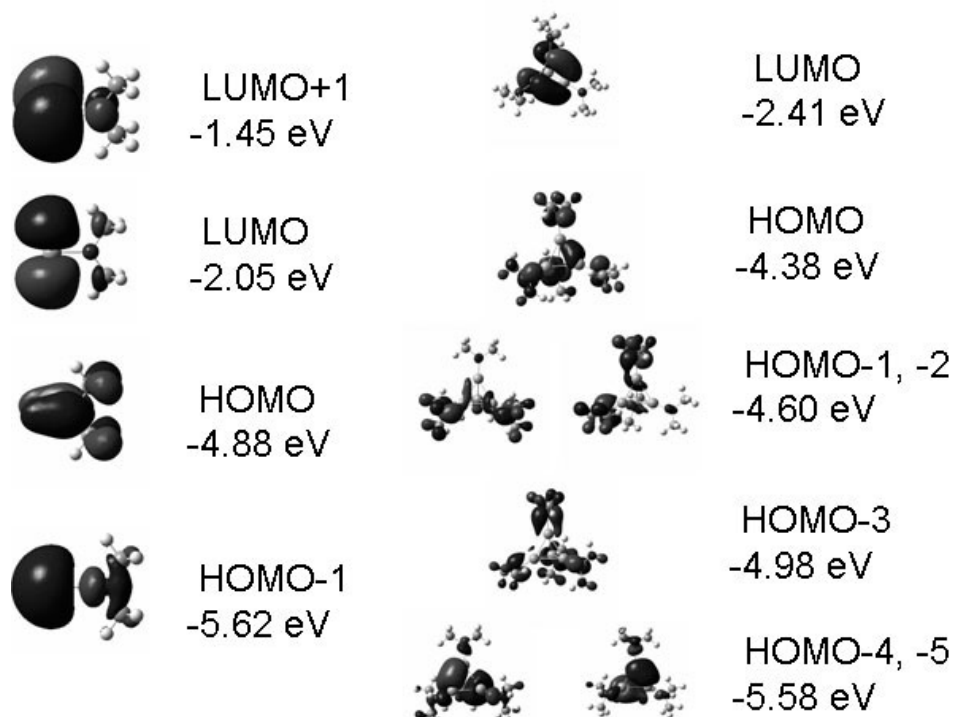 LUMO+1
-1.45 eV
LUMO
-2.05 eV
HOMO
-4.88 eV
HOMO-1
-5.62 eV
LUMO
-2.41 eV
HOMO
-4.38 eV
HOMO-1, -2
-4.60 eV
HOMO-3
-4.98 eV
HOMO-4, -5
-5.58 eV